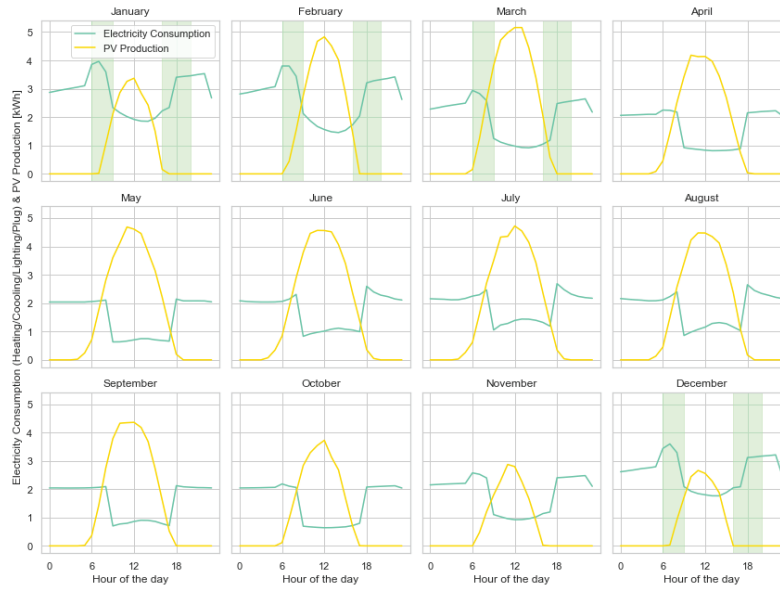 January
February
March
April
Electricity Consumption
PV Production
5
4
3
2
1
0
May
June
July
August
5
4
3
2
1
0
September
October
November
December
5
4
3
2
1
0
0 6 12 18
0 6 12 18
0 6 12 18
0 6 12 18
Hour of the day
Hour of the day
Hour of the day
Hour of the day
Electricity Consumption (Heating/Coooling/Lighting/Plug) & PV Production [kWh]